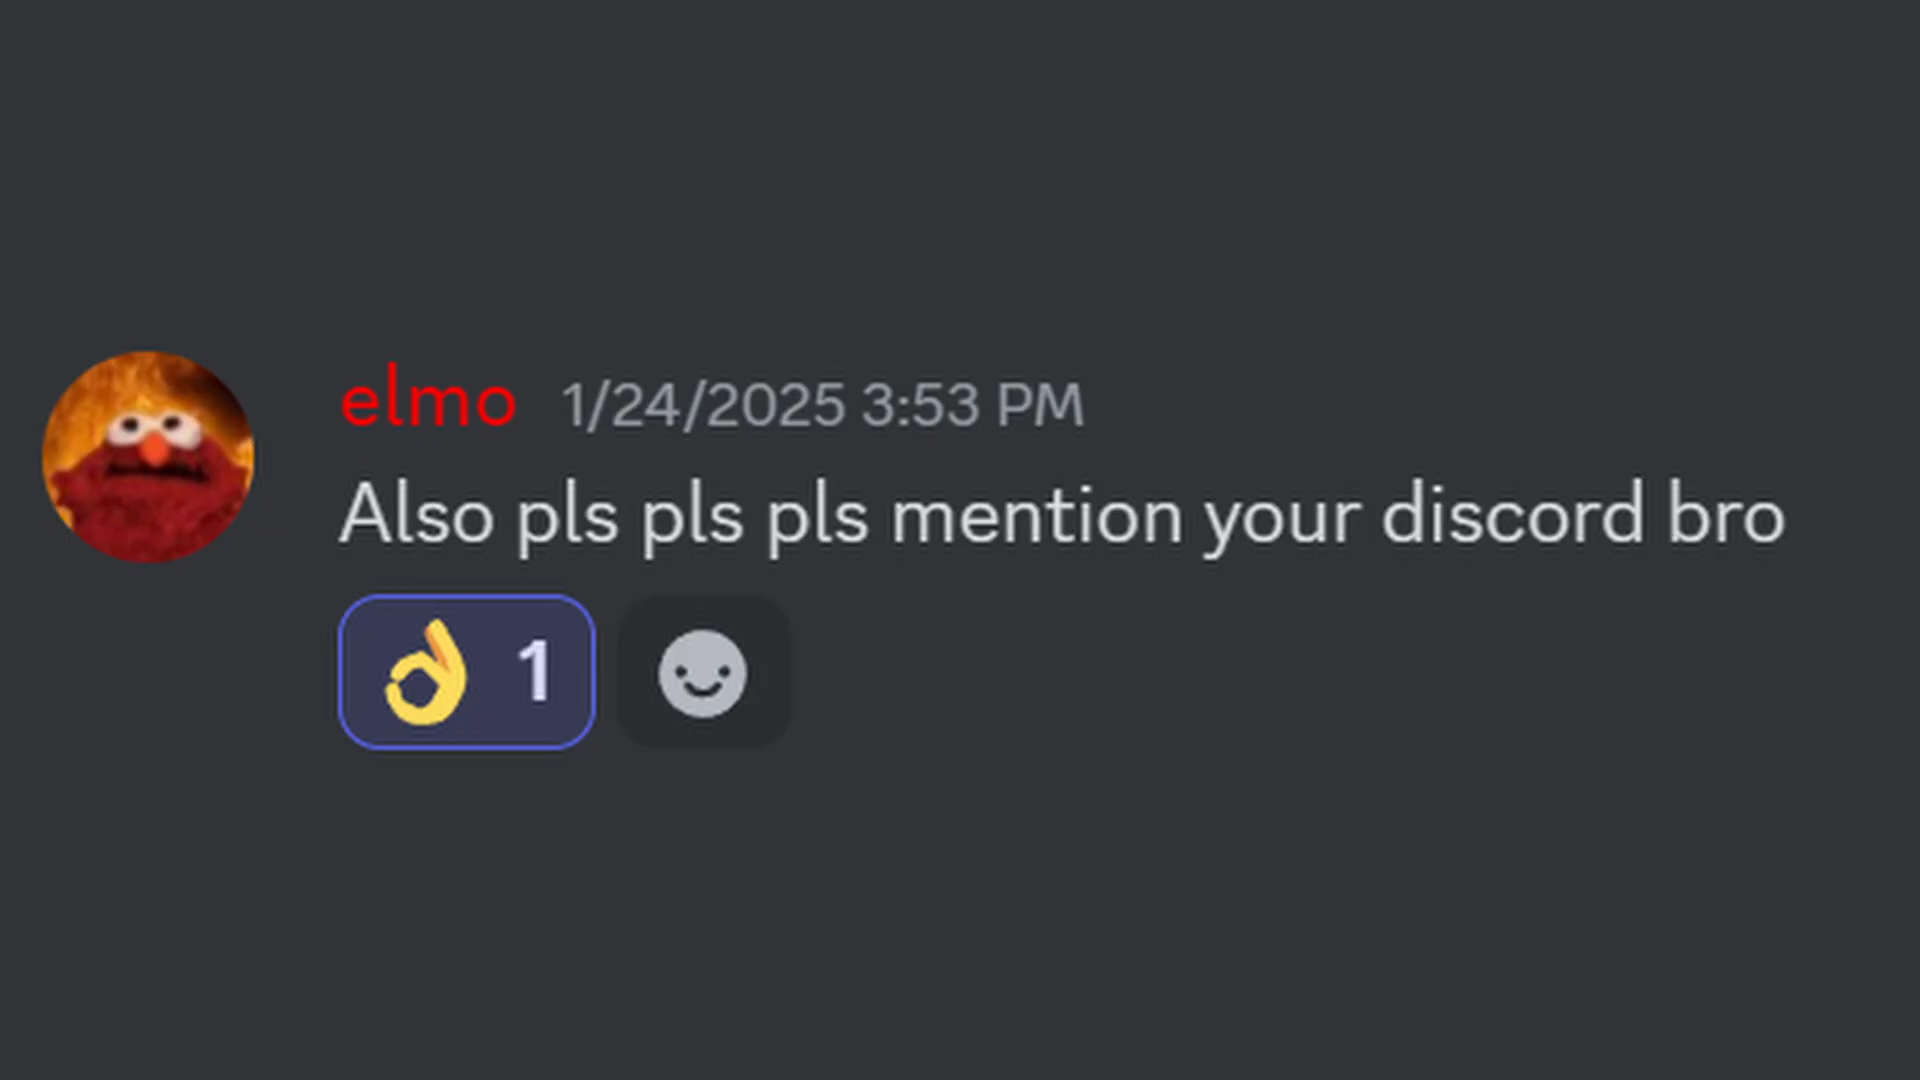 elmo 1/24/2025 3:53 PM
Also pls pls pls mention your discord bro
👌 1